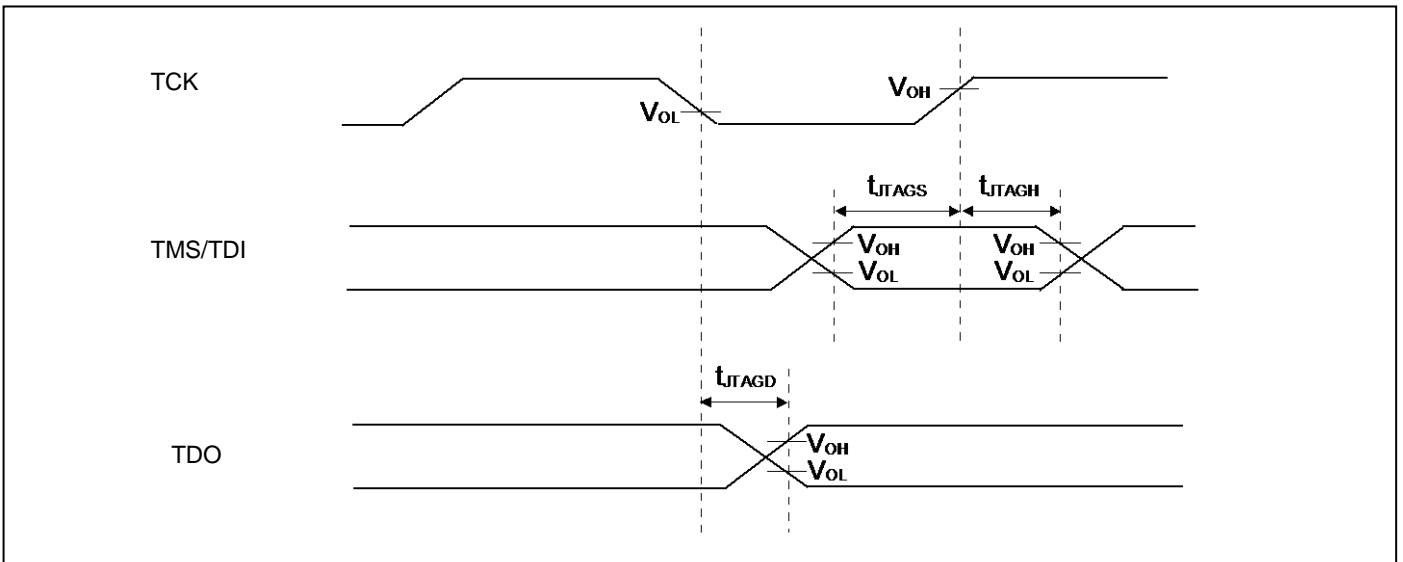 TCK
VOH
VOL
tJTAGS
tJTAGH
TMS/TDI
VOH
VOH
VOL
VOL
tJTAGD
TDO
VOH
VOL